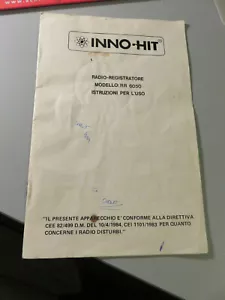 INNO-HIT
RADIO-REGISTRATORE
MODELLO RR 6000
ISTRUZIONI PER L'USO
"IL PRESENTE APPARECCHIO E' CONFORME ALLA DIRETTIVA
CEE 82/499 D.M. DEL 10/4/1984, CEI 1101/1983 PER QUANTO
CONCERNE I RADIO DISTURBI."